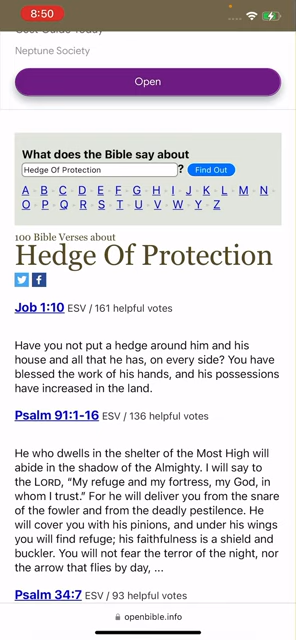 8:50
Neptune Society
Open
What does the Bible say about
Hedge Of Protection ? Find Out
A - B - C - D - E - F - G - H - I - J - K - L - M - N -
O - P - Q - R - S - T - U - V - W - Y - Z
100 Bible Verses about
Hedge Of Protection
Job 1:10 ESV / 161 helpful votes
Have you not put a hedge around him and his
house and all that he has, on every side? You have
blessed the work of his hands, and his possessions
have increased in the land.
Psalm 91:1-16 ESV / 136 helpful votes
He who dwells in the shelter of the Most High will
abide in the shadow of the Almighty. I will say to
the LORD, “My refuge and my fortress, my God, in
whom I trust.” For he will deliver you from the snare
of the fowler and from the deadly pestilence. He
will cover you with his pinions, and under his wings
you will find refuge; his faithfulness is a shield and
buckler. You will not fear the terror of the night, nor
the arrow that flies by day, ...
Psalm 34:7 ESV / 93 helpful votes
openbible.info